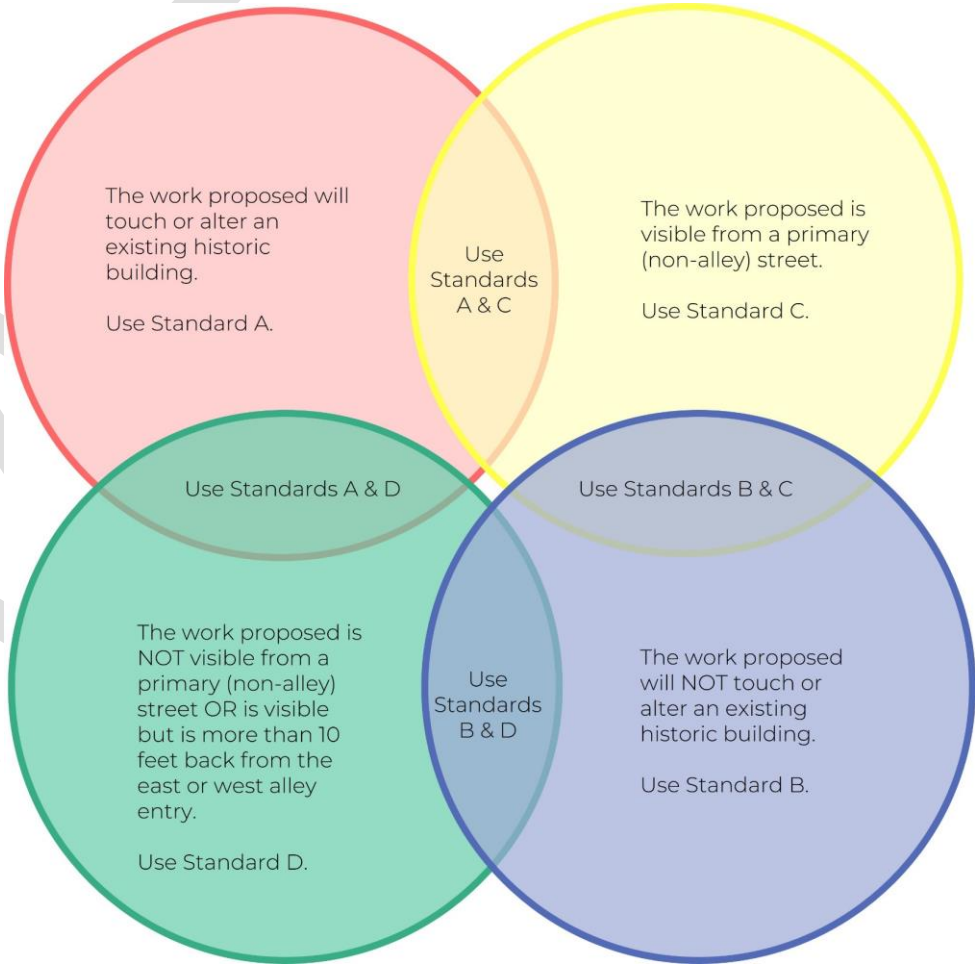 The work proposed will
touch or alter an
existing historic
building.
Use Standard A.
Use
Standards
A & C
The work proposed is
visible from a primary
(non-alley) street.
Use Standard C.
Use Standards A & D
Use Standards B & C
The work proposed is
NOT visible from a
primary (non-alley)
street OR is visible
but is more than 10
feet back from the
east or west alley
entry.
Use Standard D.
Use
Standards
B & D
The work proposed
will NOT touch or
alter an existing
historic building.
Use Standard B.